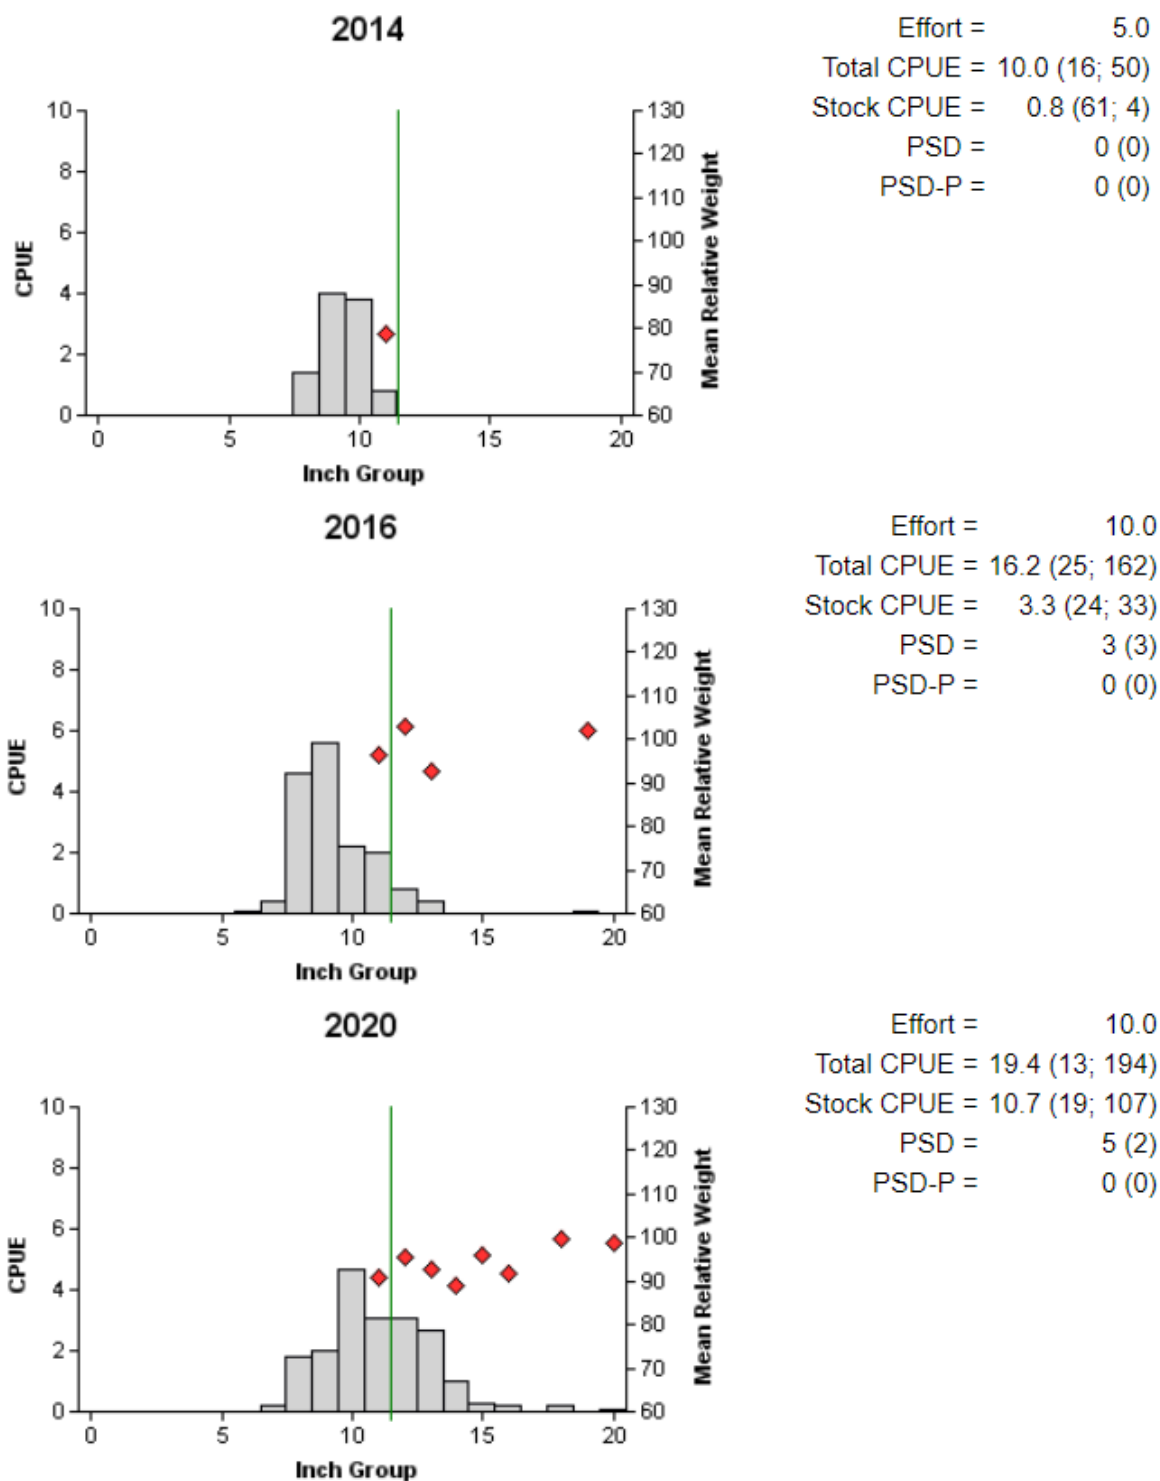 2014
Effort = 5.0
Total CPUE = 10.0 (16; 50)
Stock CPUE = 0.8 (61; 4)
PSD = 0 (0)
PSD-P = 0 (0)
10 130
120
8
110
6 100
4 90
80
2
70
0 60
CPUE
Mean Relative Weight
0 5 10 15 20
Inch Group
2016
Effort = 10.0
Total CPUE = 16.2 (25; 162)
Stock CPUE = 3.3 (24; 33)
PSD = 3 (3)
PSD-P = 0 (0)
10 130
120
8
110
6 100
4 90
80
2
70
0 60
CPUE
Mean Relative Weight
0 5 10 15 20
Inch Group
2020
Effort = 10.0
Total CPUE = 19.4 (13; 194)
Stock CPUE = 10.7 (19; 107)
PSD = 5 (2)
PSD-P = 0 (0)
10 130
120
8
110
6 100
4 90
80
2
70
0 60
CPUE
Mean Relative Weight
0 5 10 15 20
Inch Group